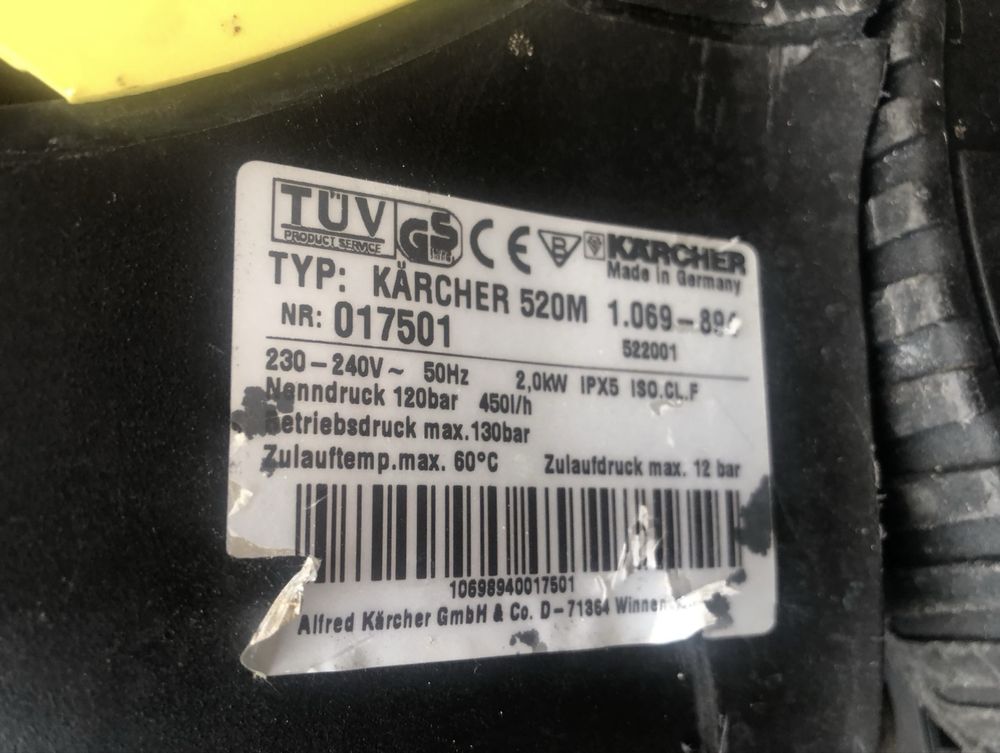 TÜV
PRODUCT SERVICE
GS
CE
B
KÄRCHER
Made in Germany
TYP: KÄRCHER 520M 1.069-894
NR: 017501
522001
230-240V~ 50Hz 2,0KW IPX5 ISO.CL.F
Nenndruck 120bar 450l/h
Betriebsdruck max.130bar
Zulauftemp.max. 60°C Zulaufdruck max. 12 bar
10698940017501
Alfred Kärcher GmbH & Co. D-71364